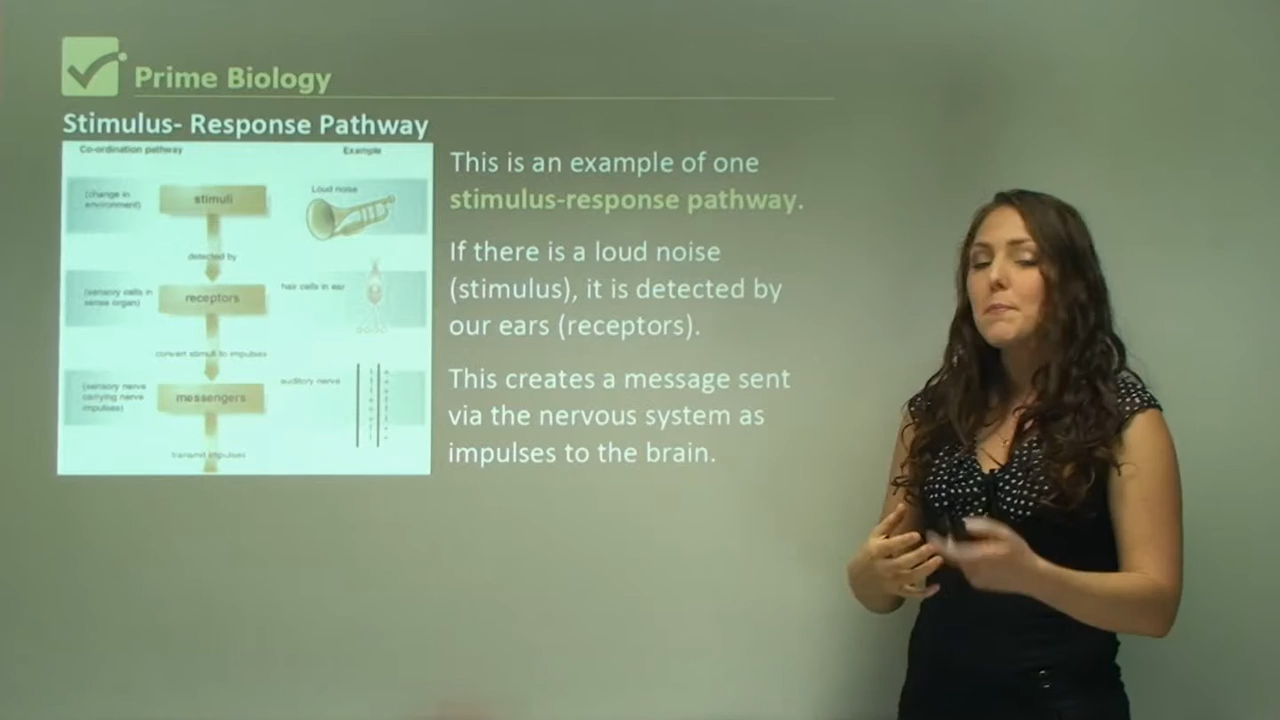 Prime Biology
Stimulus- Response Pathway
Co-ordination pathway Example
(change in environment)
stimuli
Loud noise
detected by
(sensory cells in sense organ)
receptors
hair cells in ear
convert stimuli to impulses
(sensory nerve carrying nerve impulses)
messengers
auditory nerve
transmit impulses
This is an example of one
stimulus-response pathway.
If there is a loud noise
(stimulus), it is detected by
our ears (receptors).
This creates a message sent
via the nervous system as
impulses to the brain.